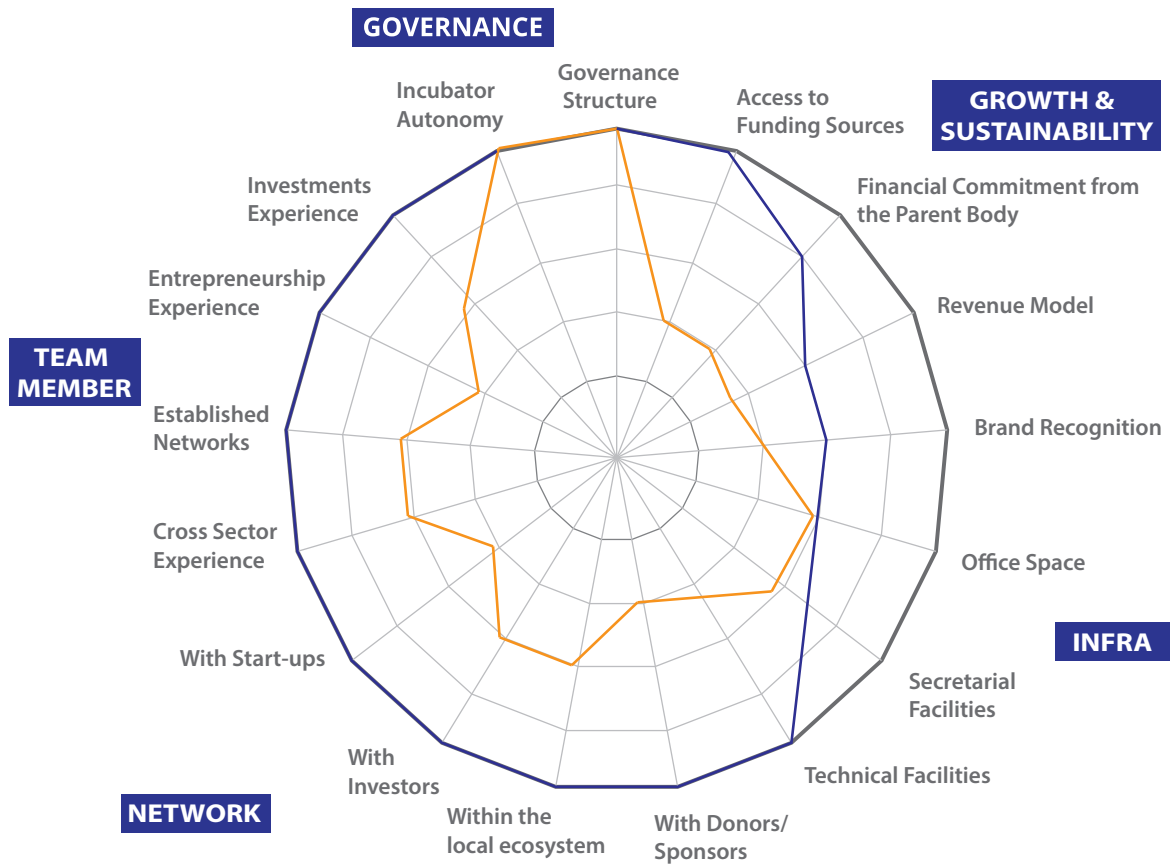 GOVERNANCE
Governance
Structure
Incubator
Autonomy
Access to
Funding Sources
GROWTH &
SUSTAINABILITY
Investments
Experience
Financial Commitment from
the Parent Body
Entrepreneurship
Experience
Revenue Model
TEAM
MEMBER
Established
Networks
Brand Recognition
Cross Sector
Experience
Office Space
INFRA
With Start-ups
Secretarial
Facilities
With
Investors
Technical Facilities
NETWORK
Within the
local ecosystem
With Donors/
Sponsors